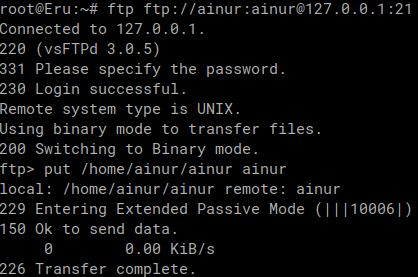 root@Eru:~# ftp ftp://ainur:ainur@127.0.0.1:21
Connected to 127.0.0.1.
220 (vsFTPd 3.0.5)
331 Please specify the password.
230 Login successful.
Remote system type is UNIX.
Using binary mode to transfer files.
200 Switching to Binary mode.
ftp> put /home/ainur/ainur ainur
local: /home/ainur/ainur remote: ainur
229 Entering Extended Passive Mode (|||10006|)
150 Ok to send data.
     0        0.00 KiB/s
226 Transfer complete.